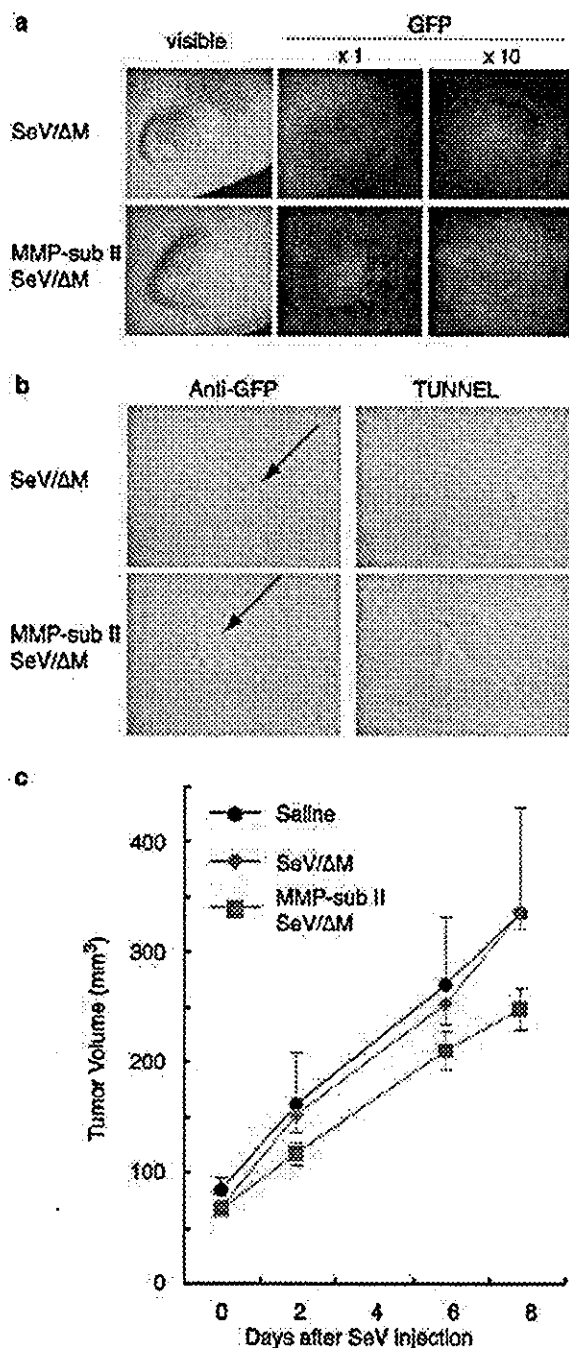 a
visible
GFP
x 1
x 10
SeV/ΔM
MMP-sub II
SeV/ΔM
b
Anti-GFP
TUNNEL
SeV/ΔM
MMP-sub II
SeV/ΔM
c
Saline
SeV/ΔM
MMP-sub II
SeV/ΔM
Tumor Volume (mm³)
400
300
200
100
0
0
2
4
6
8
Days after SeV injection